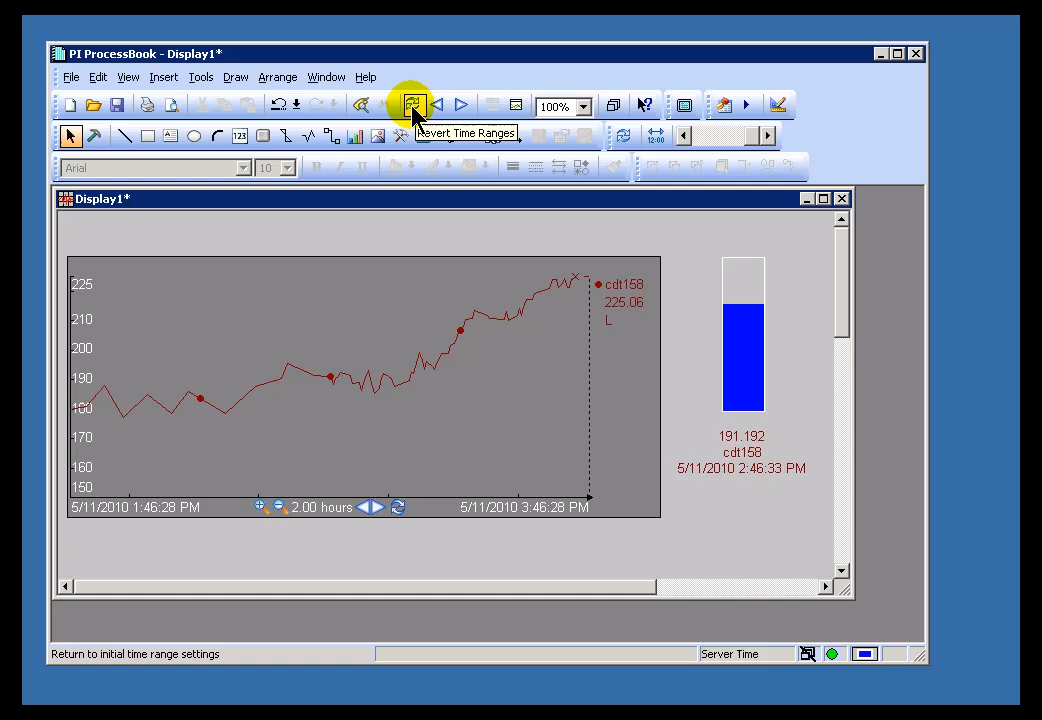 PI ProcessBook - Display1*
File Edit View Insert Tools Draw Arrange Window Help
100%
Revert Time Ranges
123
12:00
Arial
10
B I U
Display1*
225
210
200
190
180
170
160
150
cdt158
225.06
L
5/11/2010 1:46:28 PM
2.00 hours
5/11/2010 3:46:28 PM
191.192
cdt158
5/11/2010 2:46:33 PM
Return to initial time range settings
Server Time